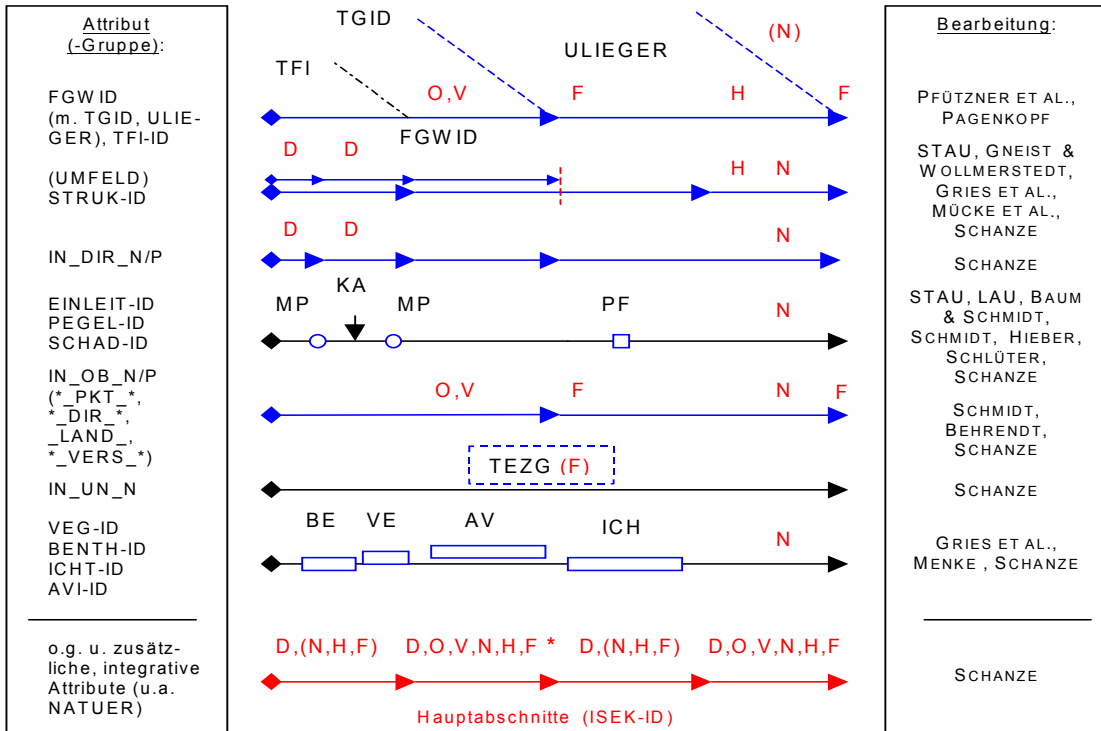 Attribut
(-Gruppe):
FGWID
(m. TGID, ULIE-
GER), TFI-ID
(UMFELD)
STRUK-ID
IN_DIR_N/P
EINLEIT-ID
PEGEL-ID
SCHAD-ID
IN_OB_N/P
(*_PKT_*,
*_DIR_*,
_LAND_,
*_VERS_*)
IN_UN_N
VEG-ID
BENTH-ID
ICHT-ID
AVI-ID
o.g. u. zusätz-
liche, integrative
Attribute (u.a.
NATUER)
TGID
(N)
ULIEGER
TFI
O,V F H F
FGWID
D D
H N
D D
N
KA
MP MP PF N
O,V F N F
TEZG (F)
BE VE AV ICH
N
D,(N,H,F) D,O,V,N,H,F * D,(N,H,F) D,O,V,N,H,F
Hauptabschnitte (ISEK-ID)
Bearbeitung:
PFÜTZNER ET AL.,
PAGENKOPF
STAU, GNEIST &
WOLLMERSTEDT,
GRIES ET AL.,
MÜCKE ET AL.,
SCHANZE
SCHANZE
STAU, LAU, BAUM
& SCHMIDT,
SCHMIDT, HIEBER,
SCHLÜTER,
SCHANZE
SCHMIDT,
BEHRENDT,
SCHANZE
SCHANZE
GRIES ET AL.,
MENKE , SCHANZE
SCHANZE